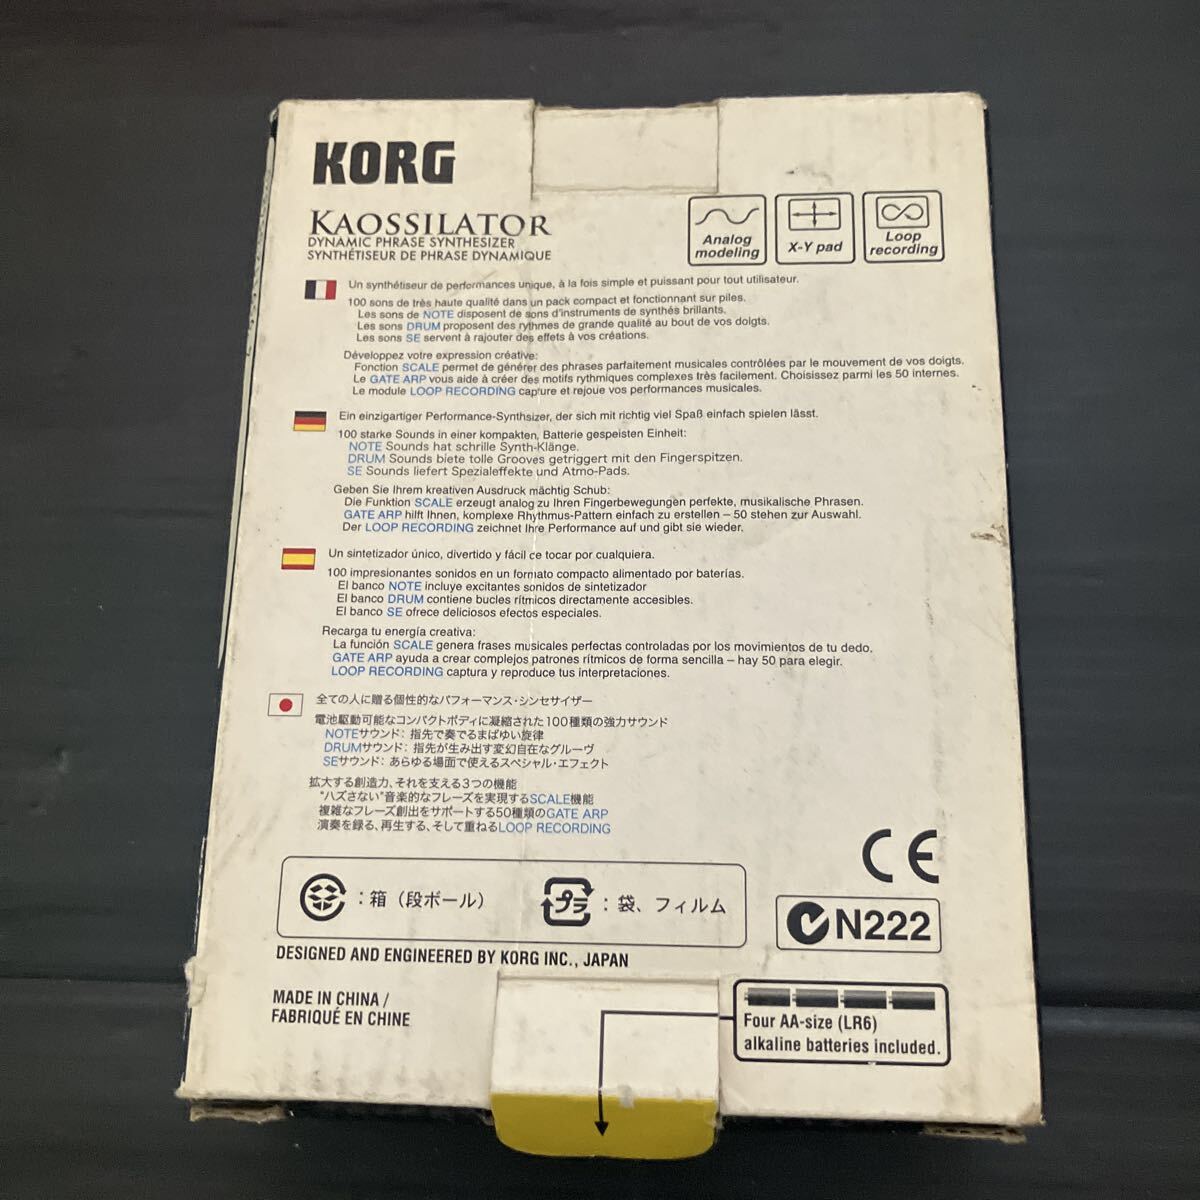 KORG
KAOSSILATOR
DYNAMIC PHRASE SYNTHESIZER
SYNTHÉTISEUR DE PHRASE DYNAMIQUE
Analog
modeling
X-Y pad
Loop
recording
Un synthétiseur de performances unique, à la fois simple et puissant pour tout utilisateur.
100 sons de très haute qualité dans un pack compact et fonctionnant sur piles.
Les sons de NOTE disposent de sons d'instruments de synthés brillants.
Les sons DRUM proposent des rythmes de grande qualité au bout de vos doigts.
Les sons SE servent à rajouter des effets à vos créations.
Développez votre expression créative:
Fonction SCALE permet de générer des phrases parfaitement musicales contrôlées par le mouvement de vos doigts.
Le GATE ARP vous aide à créer des motifs rythmiques complexes très facilement. Choisissez parmi les 50 internes.
Le module LOOP RECORDING capture et rejoue vos performances musicales.
Ein einzigartiger Performance-Synthsizer, der sich mit richtig viel Spaß einfach spielen lässt.
100 starke Sounds in einer kompakten, Batterie gespeisten Einheit:
NOTE Sounds hat schrille Synth-Klänge.
DRUM Sounds biete tolle Grooves getriggert mit den Fingerspitzen.
SE Sounds liefert Spezialeffekte und Atmo-Pads.
Geben Sie Ihrem kreativen Ausdruck mächtig Schub:
Die Funktion SCALE erzeugt analog zu Ihren Fingerbewegungen perfekte, musikalische Phrasen.
GATE ARP hilft Ihnen, komplexe Rhythmus-Pattern einfach zu erstellen – 50 stehen zur Auswahl.
Der LOOP RECORDING zeichnet Ihre Performance auf und gibt sie wieder.
Un sintetizador único, divertido y fácil de tocar por cualquiera.
100 impresionantes sonidos en un formato compacto alimentado por baterías.
El banco NOTE incluye excitantes sonidos de sintetizador
El banco DRUM contiene bucles rítmicos directamente accesibles.
El banco SE ofrece deliciosos efectos especiales.
Recarga tu energía creativa:
La función SCALE genera frases musicales perfectas controladas por los movimientos de tu dedo.
GATE ARP ayuda a crear complejos patrones rítmicos de forma sencilla – hay 50 para elegir.
LOOP RECORDING captura y reproduce tus interpretaciones.
全ての人に贈る個性的なパフォーマンス・シンセサイザー
電池駆動可能なコンパクトボディに凝縮された100種類の強力サウンド
NOTEサウンド: 指先で奏でるまばゆい旋律
DRUMサウンド: 指先が生み出す変幻自在なグルーヴ
SEサウンド: あらゆる場面で使えるスペシャル・エフェクト
拡大する創造力、それを支える3つの機能
"ハズさない"音楽的なフレーズを実現するSCALE機能
複雑なフレーズ創出をサポートする50種類のGATE ARP
演奏を録る、再生する、そして重ねるLOOP RECORDING
CE
:箱(段ボール)
プラ
:袋、フィルム
N222
DESIGNED AND ENGINEERED BY KORG INC., JAPAN
MADE IN CHINA /
FABRIQUÉ EN CHINE
Four AA-size (LR6)
alkaline batteries included.